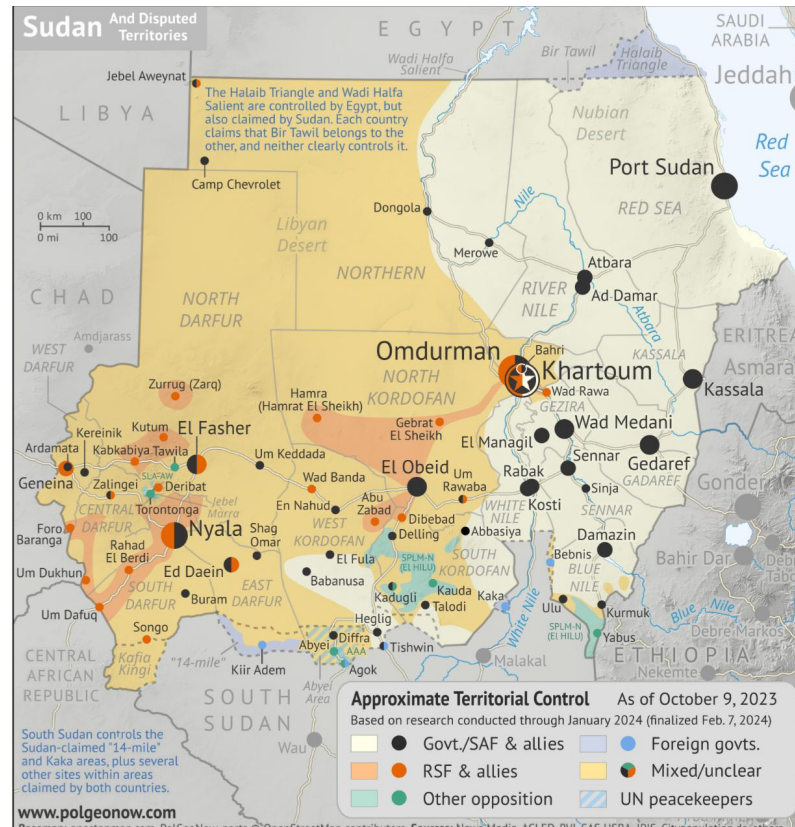 Sudan
And Disputed
Territories
EGYPT
SAUDI
ARABIA
Wadi Halfa
Salient
Bir Tawil
Halaib
Triangle
Jeddah
Jebel Aweynat
LIBYA
The Halaib Triangle and Wadi Halfa
Salient are controlled by Egypt, but
also claimed by Sudan. Each country
claims that Bir Tawil belongs to the
other, and neither clearly controls it.
Nubian
Desert
Red
Sea
Camp Chevrolet
Port Sudan
RED SEA
0 km 100
0 mi 100
Dongola
Nile
Libyan
Desert
Merowe
Atbara
NORTHERN
RIVER
NILE
Ad Damar
Atbara
CHAD
NORTH
DARFUR
Amdjarass
WEST
DARFUR
ERITREA
Asmara
Omdurman
Bahri
KASSALA
Khartoum
NORTH
KORDOFAN
Kassala
Zurrug (Zarq)
Hamra
(Hamrat El Sheikh)
Wad Rawa
GEZIRA
Kutum
El Fasher
Gebrat
El Sheikh
Wad Medani
Ardamata
Kereinik
Kabkabiya
Tawila
El Managil
Um Keddada
El Obeid
Sennar
Gedaref
Geneina
Zalingei
SLA-AW
Deribat
Wad Banda
Um
Rawaba
Rabak
GADAREF
Gonder
Torontonga
Jebel
Marra
En Nahud
Abu
Zabad
Kosti
Sinja
CENTRAL
DARFUR
Nyala
WEST
KORDOFAN
Dibebad
WHITE
NILE
SENNAR
Foro
Baranga
Shag
Omar
Delling
Abbasiya
Damazin
Rahad
El Berdi
El Fula
SPLM-N
(El HILU)
SOUTH
KORDOFAN
Bebnis
Bahir Dar
Um Dukhun
Ed Daein
Babanusa
BLUE
NILE
SOUTH
DARFUR
EAST
DARFUR
Kadugli
Kauda
Kaka
Buram
Talodi
Ulu
Kurmuk
Um Dafuq
Heglig
White Nile
Blue Nile
Songo
Diffra
SPLM-N
(El HILU)
Yabus
Debre Markos
Kafia
Kingi
"14-mile"
Abyei
AAA
Tishwin
ETHIOPIA
CENTRAL
AFRICAN
REPUBLIC
Kiir Adem
Agok
Malakal
Nekemte
Abyei
Area
SOUTH
SUDAN
Wau
South Sudan controls the
Sudan-claimed "14-mile"
and Kaka areas, plus several
other sites within areas
claimed by both countries.
www.polgeonow.com
Approximate Territorial Control As of October 9, 2023
Based on research conducted through January 2024 (finalized Feb. 7, 2024)
Govt./SAF & allies
Foreign govts.
RSF & allies
Mixed/unclear
Other opposition
UN peacekeepers